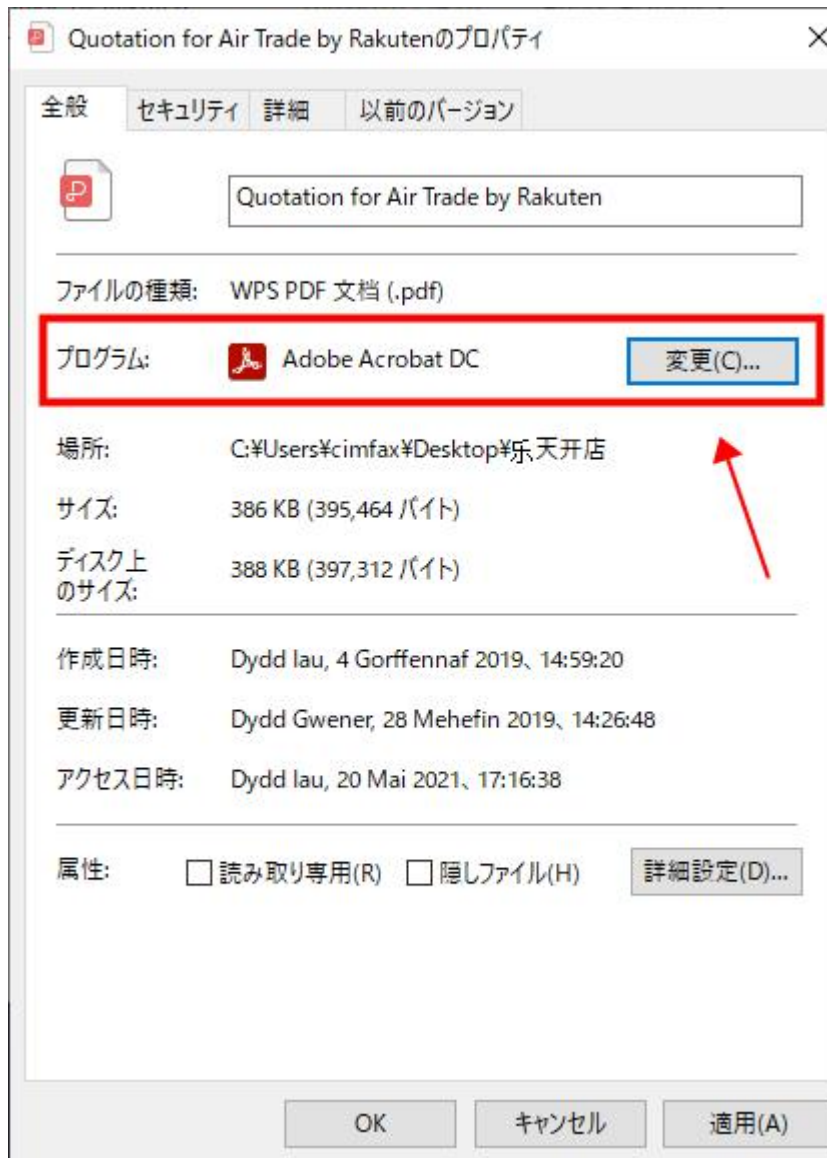 Quotation for Air Trade by Rakutenのプロパティ
全般 セキュリティ 詳細 以前のバージョン
Quotation for Air Trade by Rakuten
ファイルの種類: WPS PDF 文档 (.pdf)
プログラム: Adobe Acrobat DC 変更(C)...
場所: C:¥Users¥cimfax¥Desktop¥乐天开店
サイズ: 386 KB (395,464 バイト)
ディスク上
のサイズ: 388 KB (397,312 バイト)
作成日時: Dydd Iau, 4 Gorffennaf 2019、14:59:20
更新日時: Dydd Gwener, 28 Mehefin 2019、14:26:48
アクセス日時: Dydd Iau, 20 Mai 2021、17:16:38
属性: 読み取り専用(R) 隠しファイル(H) 詳細設定(D)...
OK キャンセル 適用(A)